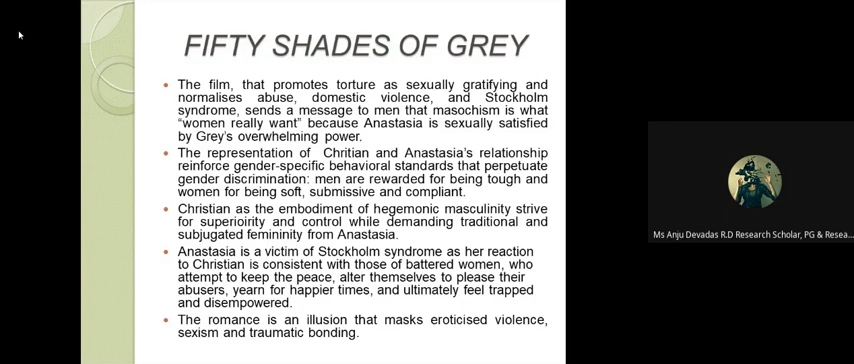 FIFTY SHADES OF GREY
The film, that promotes torture as sexually gratifying and
normalises abuse, domestic violence, and Stockholm
syndrome, sends a message to men that masochism is what
“women really want” because Anastasia is sexually satisfied
by Grey’s overwhelming power.
The representation of Chritian and Anastasia’s relationship
reinforce gender-specific behavioral standards that perpetuate
gender discrimination: men are rewarded for being tough and
women for being soft, submissive and compliant.
Christian as the embodiment of hegemonic masculinity strive
for superioirity and control while demanding traditional and
subjugated femininity from Anastasia.
Anastasia is a victim of Stockholm syndrome as her reaction
to Christian is consistent with those of battered women, who
attempt to keep the peace, alter themselves to please their
abusers, yearn for happier times, and ultimately feel trapped
and disempowered.
The romance is an illusion that masks eroticised violence,
sexism and traumatic bonding.
Ms Anju Devadas R.D Research Scholar, PG & Resea...